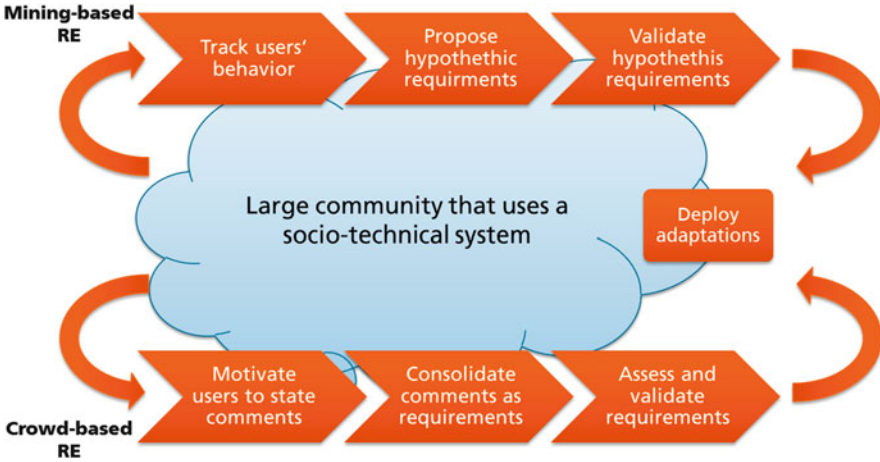 Mining-based
RE
Track users'
behavior
Propose
hypothethic
requirments
Validate
hypothethis
requirements
Large community that uses a
socio-technical system
Deploy
adaptations
Motivate
users to state
comments
Consolidate
comments as
requirements
Assess and
validate
requirements
Crowd-based
RE